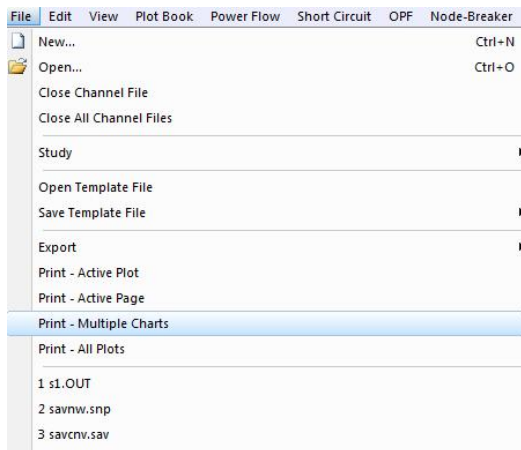 File Edit View Plot Book Power Flow Short Circuit OPF Node-Breaker
New... Ctrl+N
Open... Ctrl+O
Close Channel File
Close All Channel Files
Study
Open Template File
Save Template File
Export
Print - Active Plot
Print - Active Page
Print - Multiple Charts
Print - All Plots
1 s1.OUT
2 savnw.snp
3 savcnv.sav